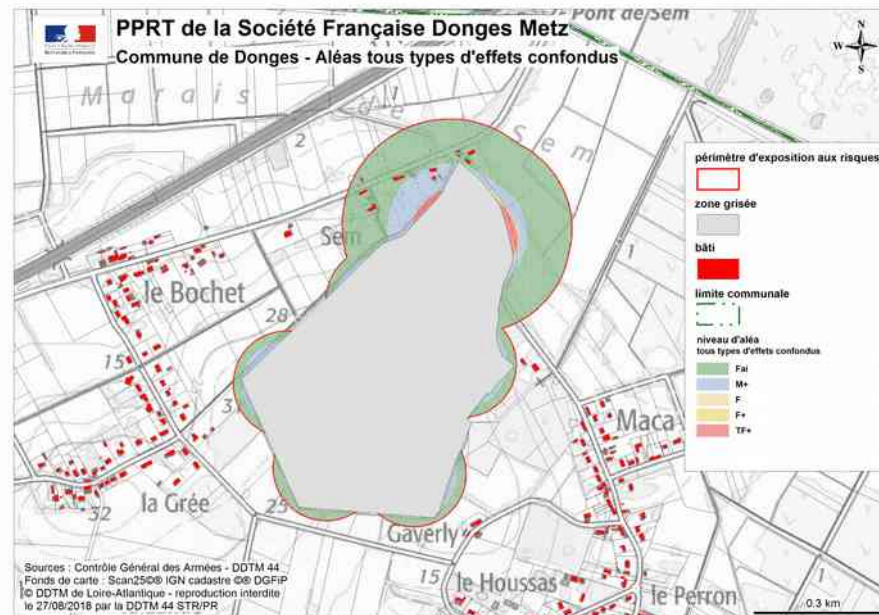 PPRT de la Société Française Donges Metz
Commune de Donges - Aléas tous types d'effets confondus
Pont de Sem
N
W
E
S
Marais
de
Sem
1
2
périmètre d'exposition aux risques
zone grisée
bâti
limite communale
niveau d'aléa
tous types d'effets confondus
Fai
M+
F
F+
TF+
Sem
1
le Bochet
28
15
3
Maca
la Grée
32
25
Gaverly
15
le Houssas
le Perron
1
0.3 km
Sources : Contrôle Général des Armées - DDTM 44
Fonds de carte : Scan25©® IGN cadastre ©® DGFiP
© DDTM de Loire-Atlantique - reproduction interdite
le 27/08/2018 par la DDTM 44 STR/PR